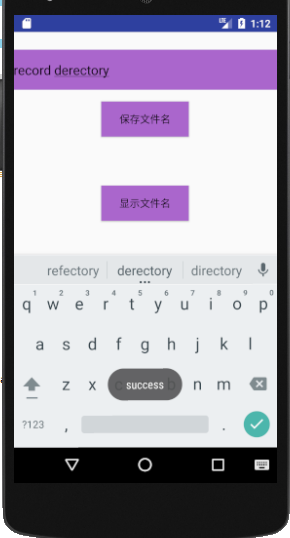 LTE 1:12
record derectory
保存文件名
显示文件名
refectory derectory directory
1 2 3 4 5 6 7 8 9 0
q w e r t y u i o p
a s d f g h j k l
z x n m
success
?123 , .